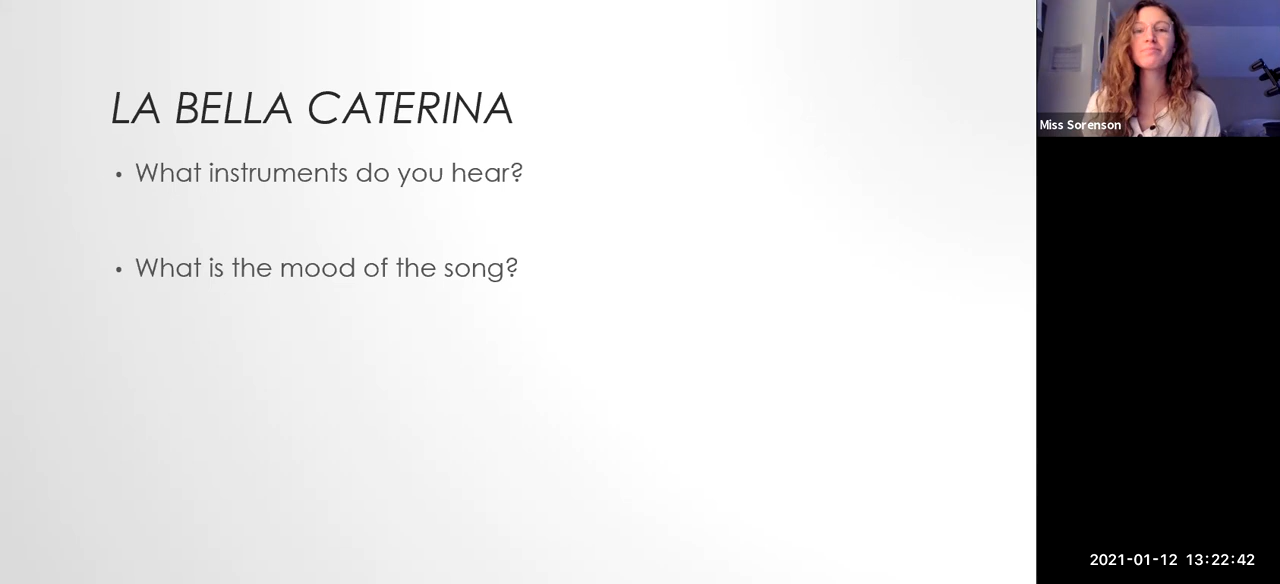 LA BELLA CATERINA
• What instruments do you hear?
• What is the mood of the song?
Miss Sorenson
2021-01-12 13:22:42